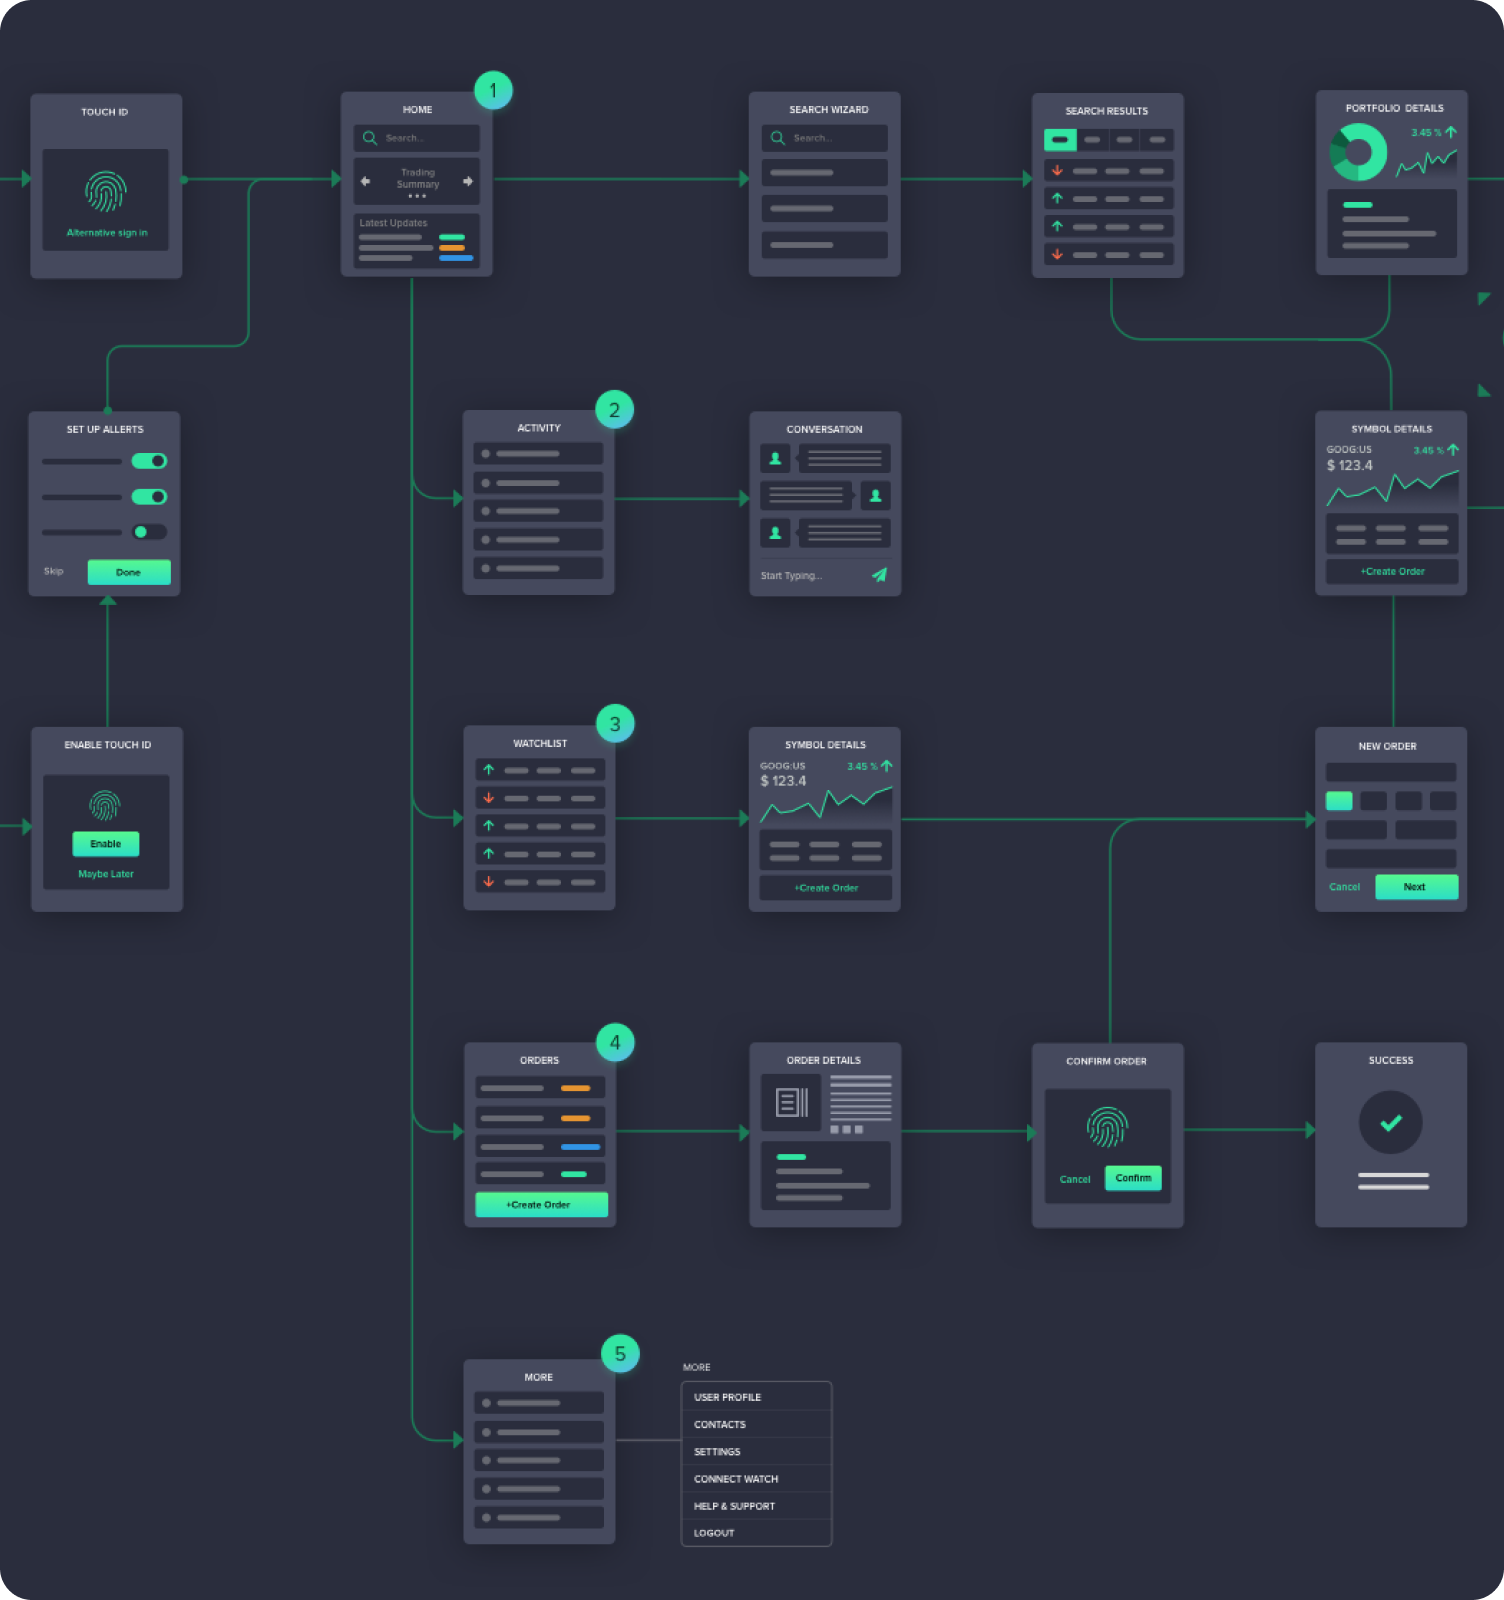 TOUCH ID
Alternative sign in
1
HOME
Search...
Trading
Summary
Latest Updates
SEARCH WIZARD
Search...
SEARCH RESULTS
PORTFOLIO DETAILS
3.45 %
SET UP ALLERTS
Skip
Done
2
ACTIVITY
CONVERSATION
Start Typing...
SYMBOL DETAILS
GOOG:US
3.45 %
$ 123.4
+Create Order
ENABLE TOUCH ID
Enable
Maybe Later
3
WATCHLIST
SYMBOL DETAILS
GOOG:US
3.45 %
$ 123.4
+Create Order
NEW ORDER
Cancel
Next
4
ORDERS
+Create Order
ORDER DETAILS
CONFIRM ORDER
Cancel
Confirm
SUCCESS
5
MORE
MORE
USER PROFILE
CONTACTS
SETTINGS
CONNECT WATCH
HELP & SUPPORT
LOGOUT